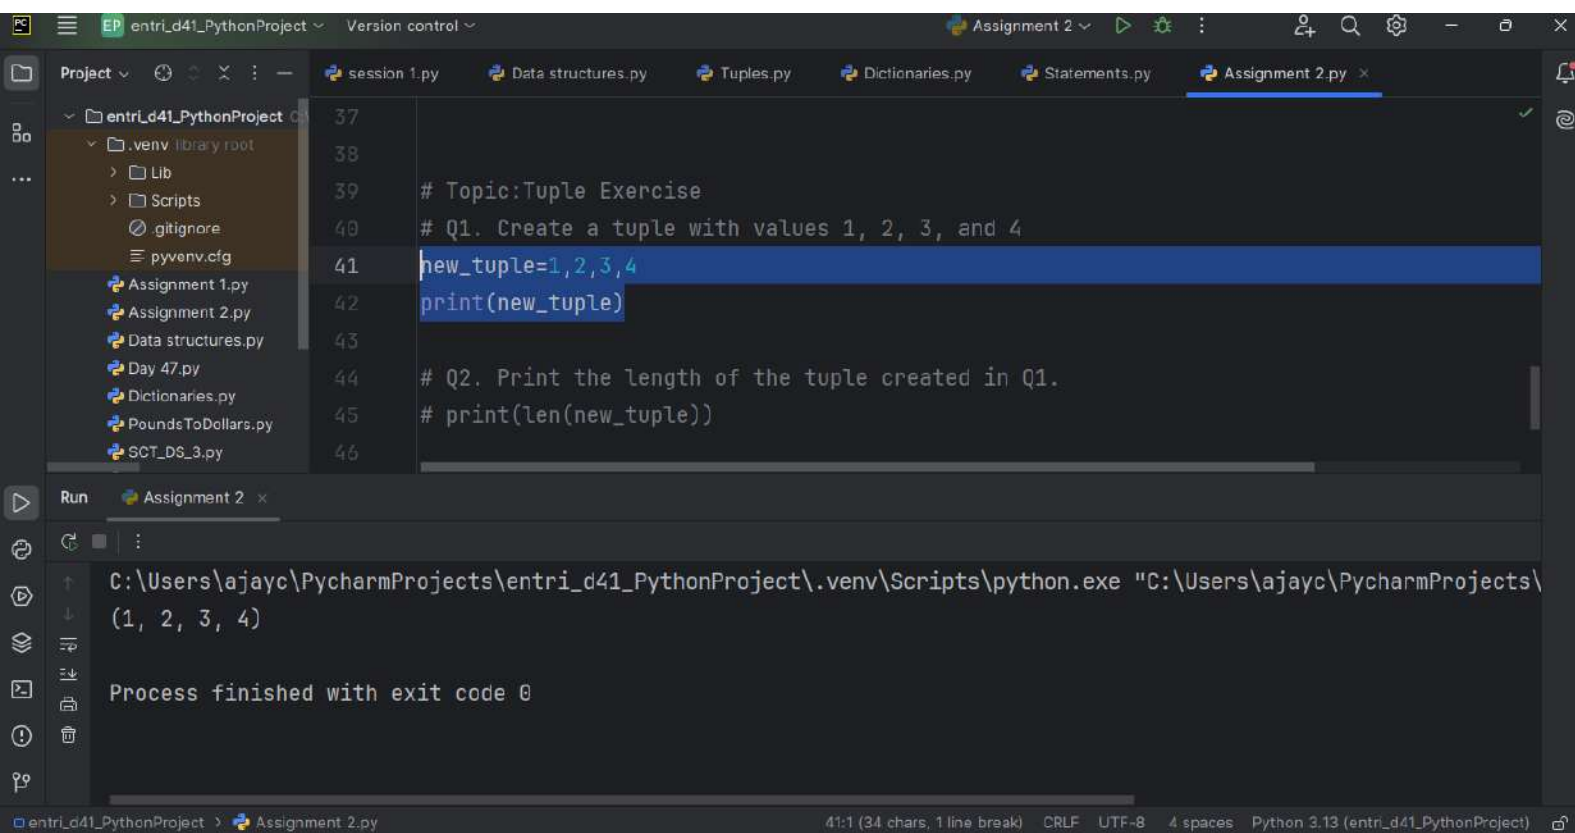 PC EP entri_d41_PythonProject Version control Assignment 2
Project session 1.py Data structures.py Tuples.py Dictionaries.py Statements.py Assignment 2.py
entri_d41_PythonProject
.venv library root
Lib
Scripts
.gitignore
pyvenv.cfg
Assignment 1.py
Assignment 2.py
Data structures.py
Day 47.py
Dictionaries.py
PoundsToDollars.py
SCT_DS_3.py
37
38
39 # Topic:Tuple Exercise
40 # Q1. Create a tuple with values 1, 2, 3, and 4
41 new_tuple=1,2,3,4
42 print(new_tuple)
43
44 # Q2. Print the length of the tuple created in Q1.
45 # print(len(new_tuple))
46
Run Assignment 2
C:\Users\ajayc\PycharmProjects\entri_d41_PythonProject\.venv\Scripts\python.exe "C:\Users\ajayc\PycharmProjects\
(1, 2, 3, 4)
Process finished with exit code 0
entri_d41_PythonProject Assignment 2.py 41:1 (34 chars, 1 line break) CRLF UTF-8 4 spaces Python 3.13 (entri_d41_PythonProject)